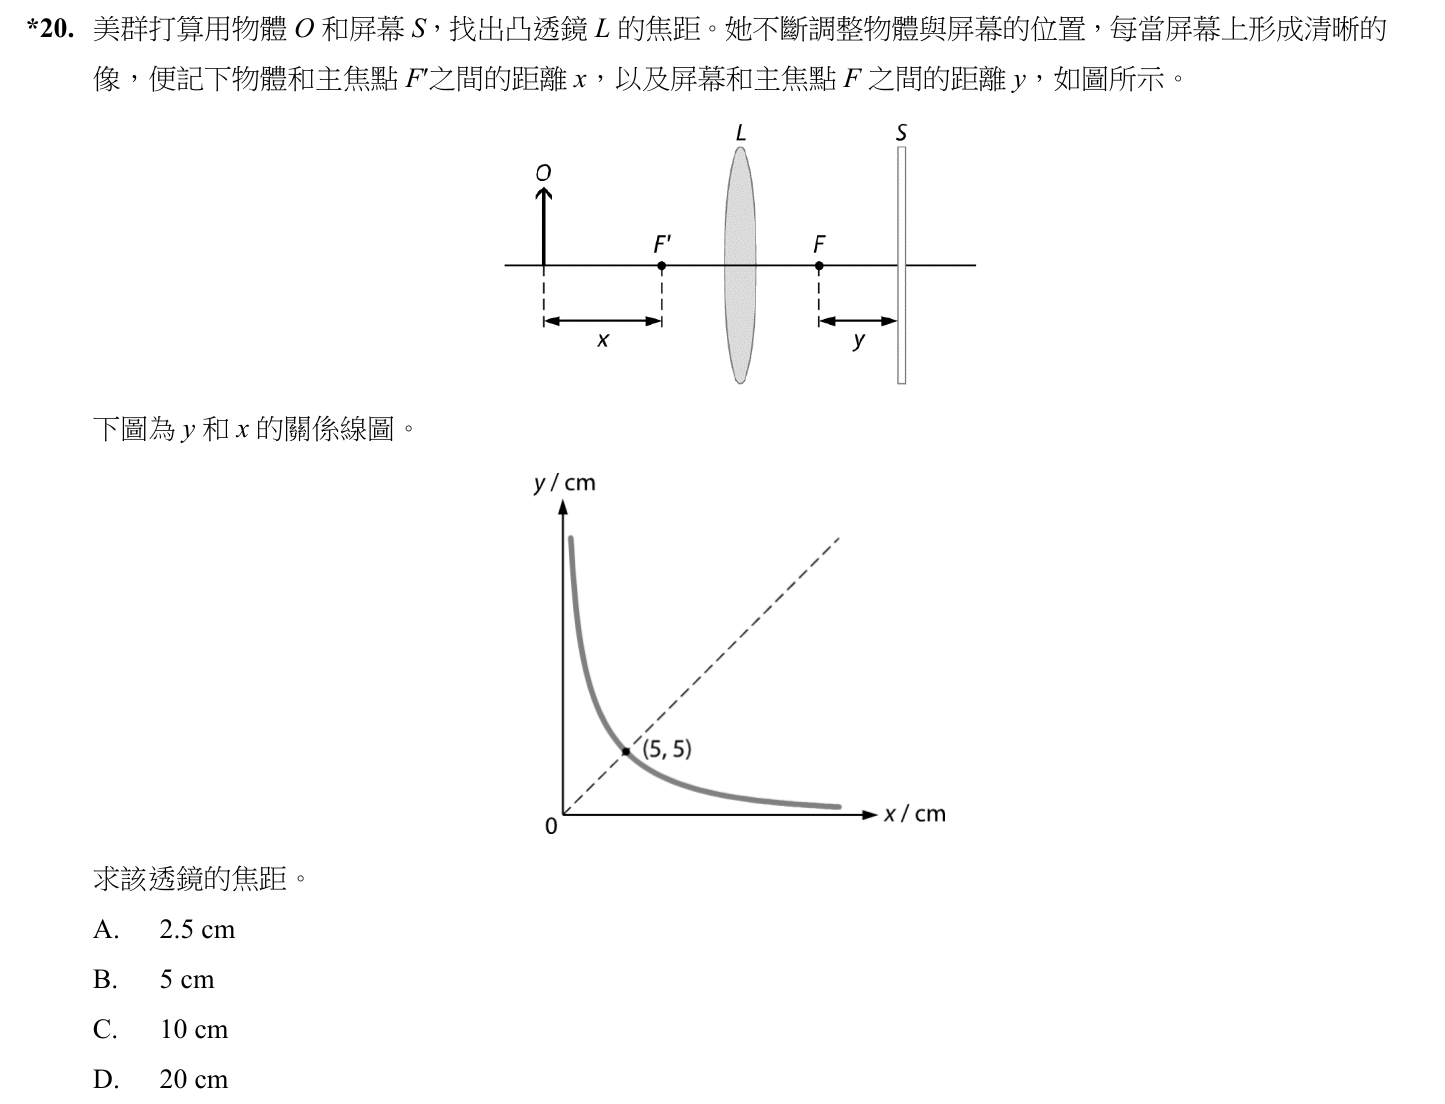 *20. 美群打算用物體 O 和屏幕 S，找出凸透鏡 L 的焦距。她不斷調整物體與屏幕的位置，每當屏幕上形成清晰的
像，便記下物體和主焦點 F'之間的距離 x，以及屏幕和主焦點 F 之間的距離 y，如圖所示。
L
S
O
F'
F
x
y
下圖為 y 和 x 的關係線圖。
y / cm
(5, 5)
0
x / cm
求該透鏡的焦距。
A. 2.5 cm
B. 5 cm
C. 10 cm
D. 20 cm